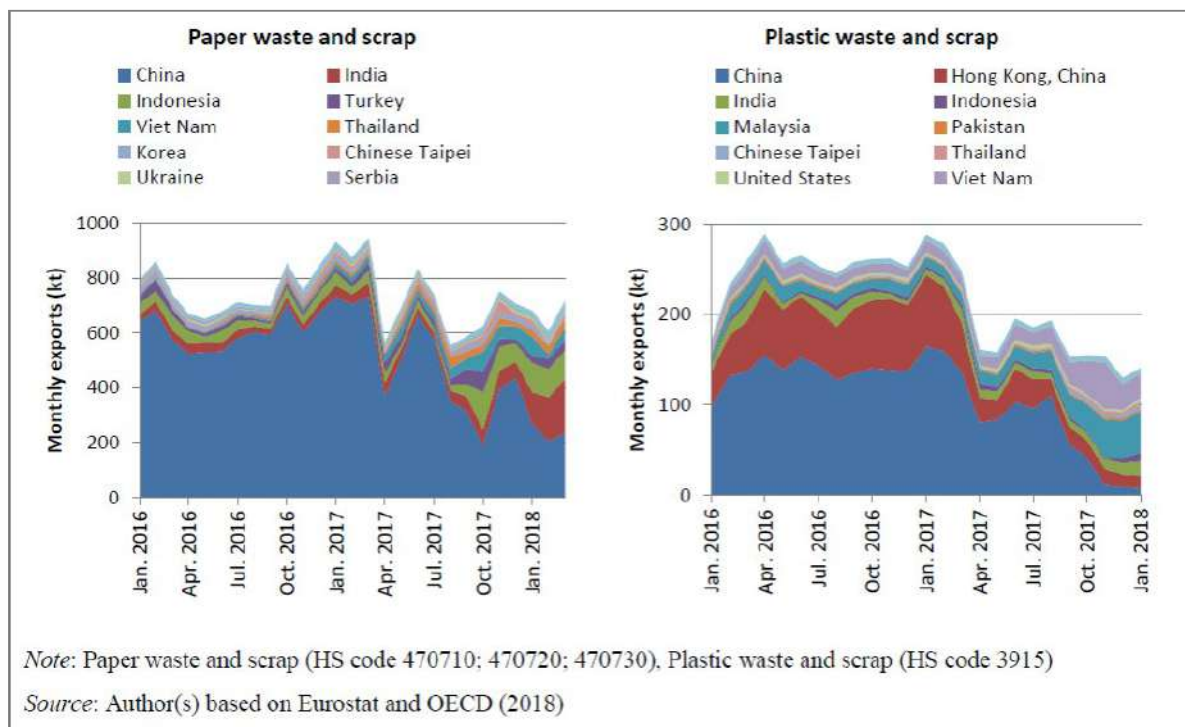 Paper waste and scrap
China
India
Indonesia
Turkey
Viet Nam
Thailand
Korea
Chinese Taipei
Ukraine
Serbia
Monthly exports (kt)
1000
800
600
400
200
0
Jan. 2016
Apr. 2016
Jul. 2016
Oct. 2016
Jan. 2017
Apr. 2017
Jul. 2017
Oct. 2017
Jan. 2018
Plastic waste and scrap
China
Hong Kong, China
India
Indonesia
Malaysia
Pakistan
Chinese Taipei
Thailand
United States
Viet Nam
Monthly exports (kt)
300
200
100
0
Jan. 2016
Apr. 2016
Jul. 2016
Oct. 2016
Jan. 2017
Apr. 2017
Jul. 2017
Oct. 2017
Jan. 2018
Note: Paper waste and scrap (HS code 470710; 470720; 470730), Plastic waste and scrap (HS code 3915)
Source: Author(s) based on Eurostat and OECD (2018)